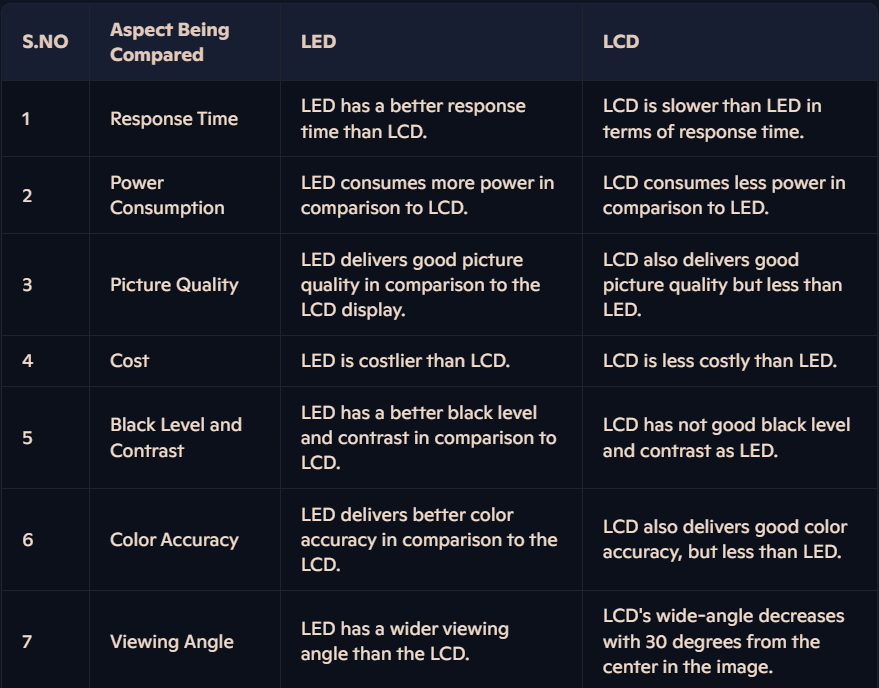 S.NO
Aspect Being
Compared
LED
LCD
1
Response Time
LED has a better response
time than LCD.
LCD is slower than LED in
terms of response time.
2
Power
Consumption
LED consumes more power in
comparison to LCD.
LCD consumes less power in
comparison to LED.
3
Picture Quality
LED delivers good picture
quality in comparison to the
LCD display.
LCD also delivers good
picture quality but less than
LED.
4
Cost
LED is costlier than LCD.
LCD is less costly than LED.
5
Black Level and
Contrast
LED has a better black level
and contrast in comparison to
LCD.
LCD has not good black level
and contrast as LED.
6
Color Accuracy
LED delivers better color
accuracy in comparison to the
LCD.
LCD also delivers good color
accuracy, but less than LED.
7
Viewing Angle
LED has a wider viewing
angle than the LCD.
LCD's wide-angle decreases
with 30 degrees from the
center in the image.